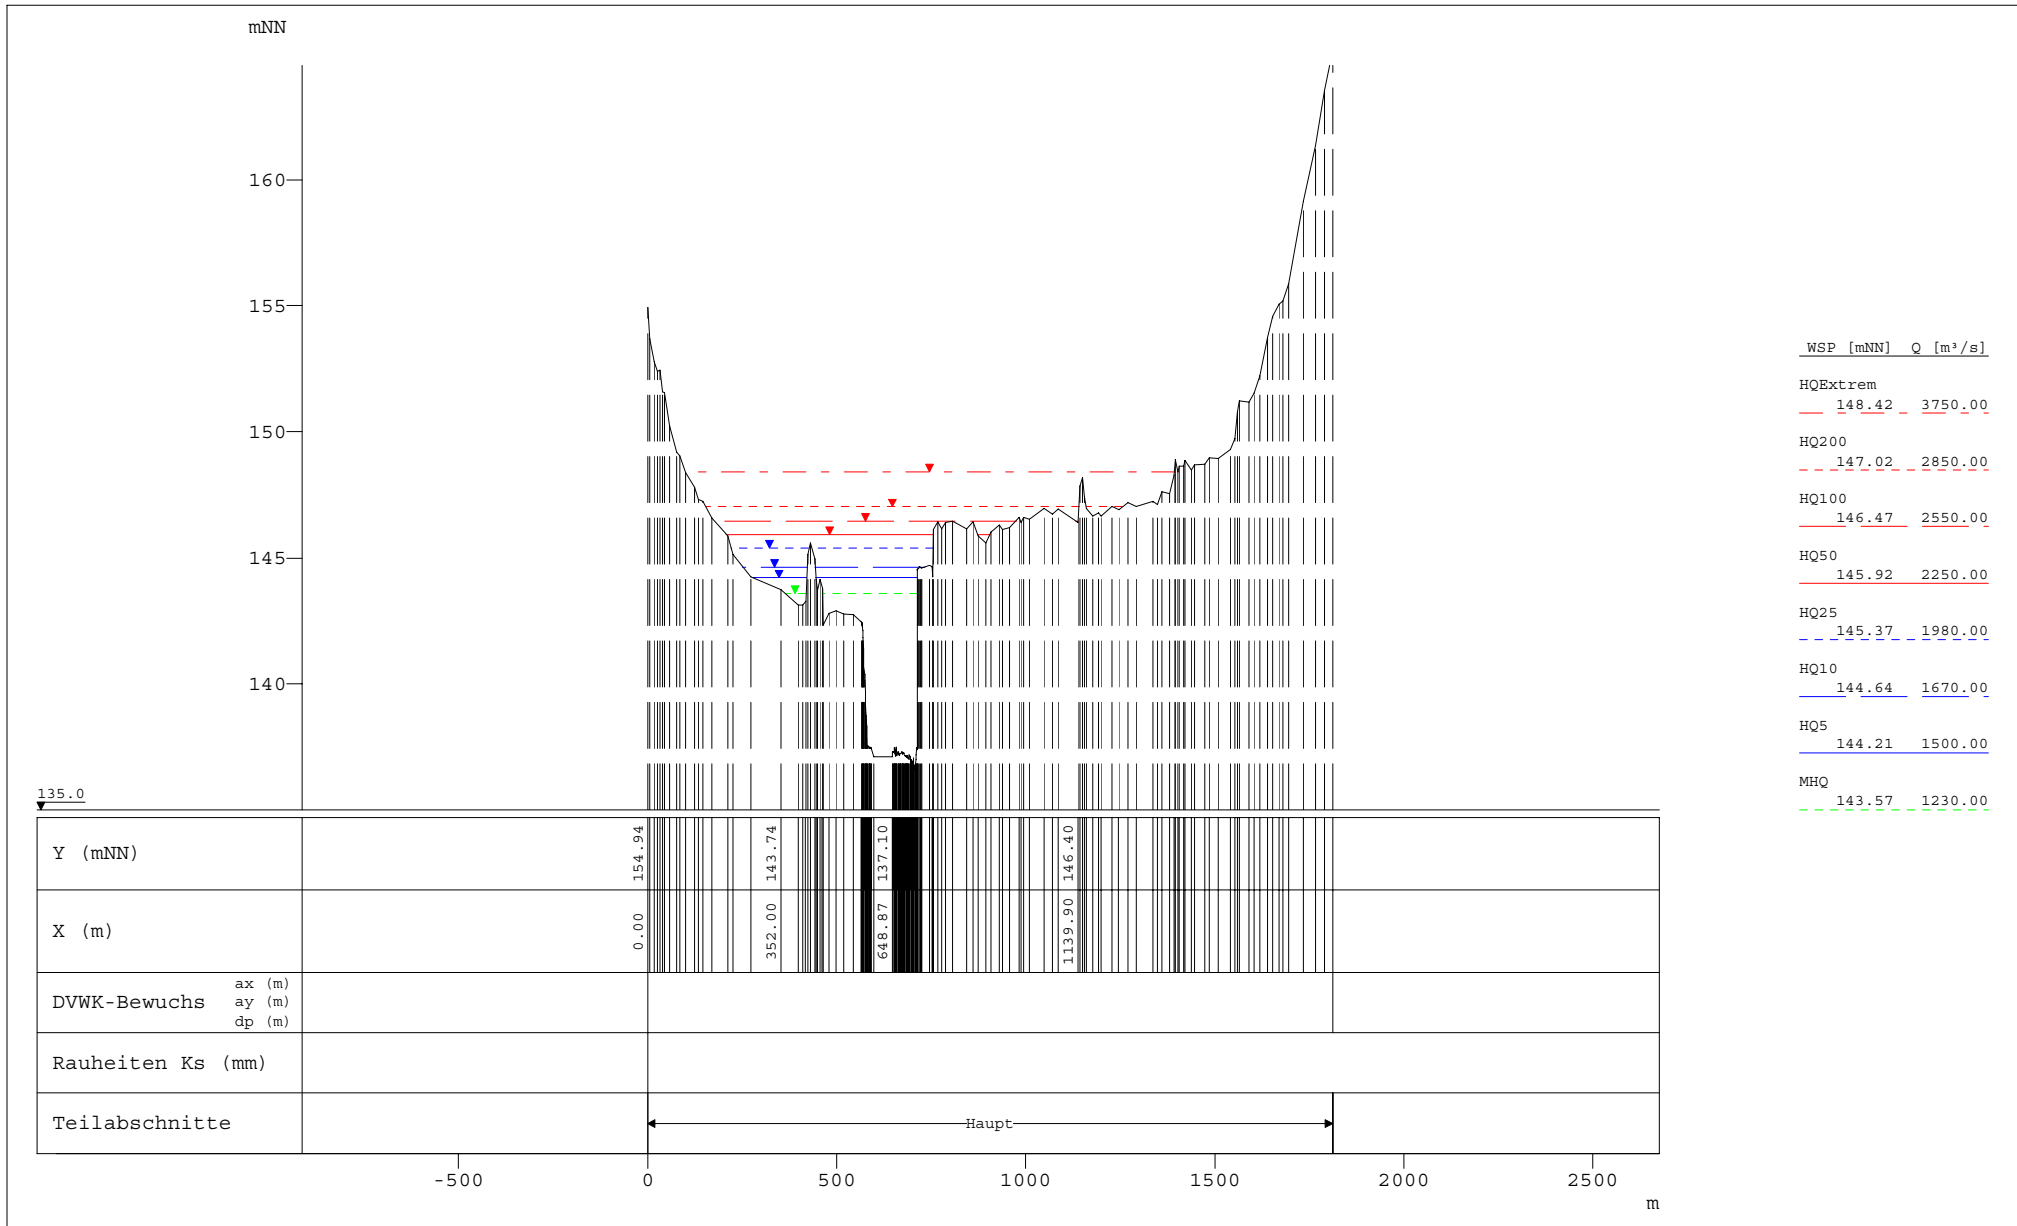 mNN
160
155
150
145
140
135.0
WSP [mNN] Q [m³/s]
HQExtrem
148.42 3750.00
HQ200
147.02 2850.00
HQ100
146.47 2550.00
HQ50
145.92 2250.00
HQ25
145.37 1980.00
HQ10
144.64 1670.00
HQ5
144.21 1500.00
MHQ
143.57 1230.00
Y (mNN)
154.94 143.74 137.10 146.40
X (m)
0.00 352.00 648.87 1139.90
DVWK-Bewuchs
ax (m)
ay (m)
dp (m)
Rauheiten Ks (mm)
Teilabschnitte
Haupt
-500 0 500 1000 1500 2000 2500
m